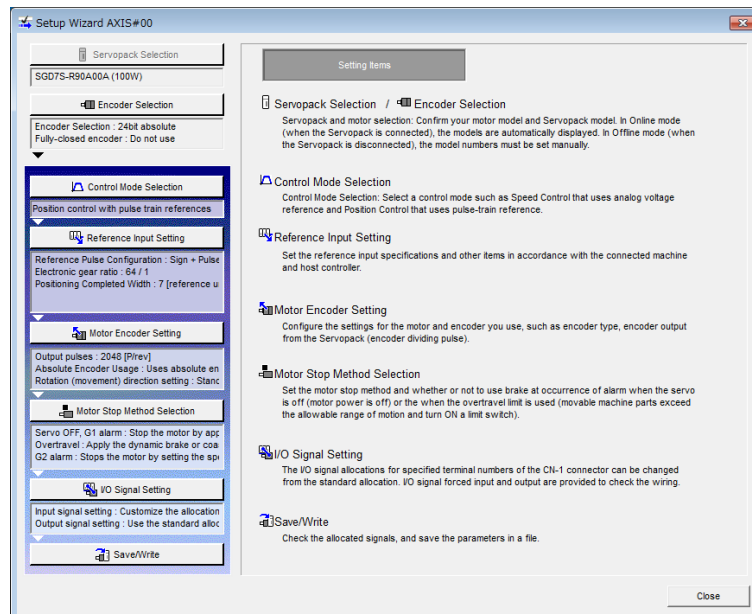 Setup Wizard AXIS#00
Servopack Selection
SGD7S-R90A00A (100W)
Encoder Selection
Encoder Selection : 24bit absolute
Fully-closed encoder : Do not use
Control Mode Selection
Position control with pulse train references
Reference Input Setting
Reference Pulse Configuration : Sign + Pulse
Electronic gear ratio : 64 / 1
Positioning Completed Width : 7 [reference u
Motor Encoder Setting
Output pulses : 2048 [P/rev]
Absolute Encoder Usage : Uses absolute en
Rotation (movement) direction setting : Stanc
Motor Stop Method Selection
Servo OFF, G1 alarm : Stop the motor by app
Overtravel : Apply the dynamic brake or coa
G2 alarm : Stops the motor by setting the spe
I/O Signal Setting
Input signal setting : Customize the allocation
Output signal setting : Use the standard alloc
Save/Write
Setting Items
Servopack Selection / Encoder Selection
Servopack and motor selection: Confirm your motor model and Servopack model. In Online mode
(when the Servopack is connected), the models are automatically displayed. In Offline mode (when
the Servopack is disconnected), the model numbers must be set manually.
Control Mode Selection
Control Mode Selection: Select a control mode such as Speed Control that uses analog voltage
reference and Position Control that uses pulse-train reference.
Reference Input Setting
Set the reference input specifications and other items in accordance with the connected machine
and host controller.
Motor Encoder Setting
Configure the settings for the motor and encoder you use, such as encoder type, encoder output
from the Servopack (encoder dividing pulse).
Motor Stop Method Selection
Set the motor stop method and whether or not to use brake at occurrence of alarm when the servo
is off (motor power is off) or the when the overtravel limit is used (movable machine parts exceed
the allowable range of motion and turn ON a limit switch).
I/O Signal Setting
The I/O signal allocations for specified terminal numbers of the CN-1 connector can be changed
from the standard allocation. I/O signal forced input and output are provided to check the wiring.
Save/Write
Check the allocated signals, and save the parameters in a file.
Close